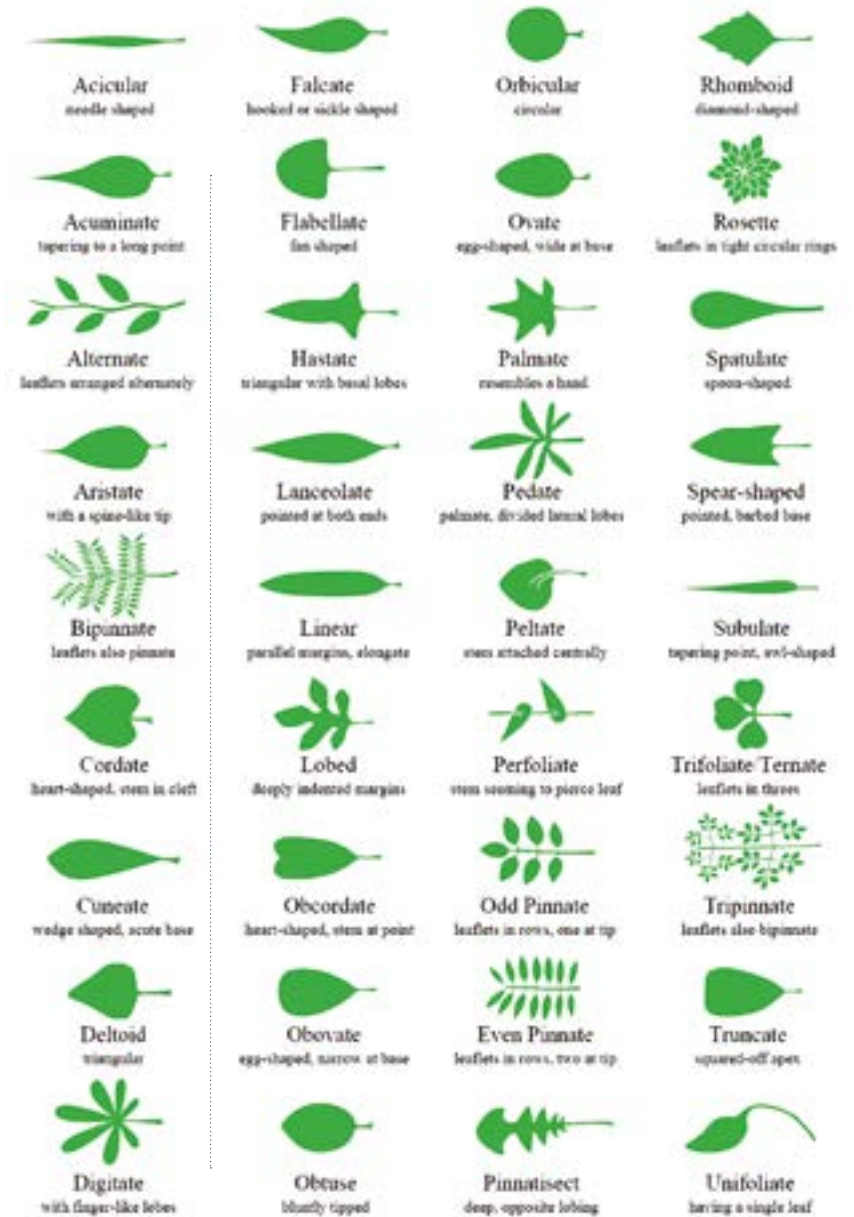 Acicular
needle shaped
Falcate
hooked or sickle shaped
Orbicular
circular
Rhomboid
diamond-shaped
Acuminate
tapering to a long point
Flabellate
fan shaped
Ovate
egg-shaped, wide at base
Rosette
leaflets in tight circular rings
Alternate
leaflets arranged alternately
Hastate
triangular with basal lobes
Palmate
resembles a hand
Spatulate
spoon-shaped
Aristate
with a spine-like tip
Lanceolate
pointed at both ends
Pedate
palmate, divided lateral lobes
Spear-shaped
pointed, barbed base
Bipinnate
leaflets also pinnate
Linear
parallel margins, elongate
Peltate
stem attached centrally
Subulate
tapering point, awl-shaped
Cordate
heart-shaped, stem in cleft
Lobed
deeply indented margins
Perfoliate
stem seeming to pierce leaf
Trifoliate/Ternate
leaflets in threes
Cuneate
wedge shaped, acute base
Obcordate
heart-shaped, stem at point
Odd Pinnate
leaflets in rows, one at tip
Tripinnate
leaflets also bipinnate
Deltoid
triangular
Obovate
egg-shaped, narrow at base
Even Pinnate
leaflets in rows, two at tip
Truncate
squared-off apex
Digitate
with finger-like lobes
Obtuse
bluntly tipped
Pinnatisect
deep, opposite lobing
Unifoliate
having a single leaf